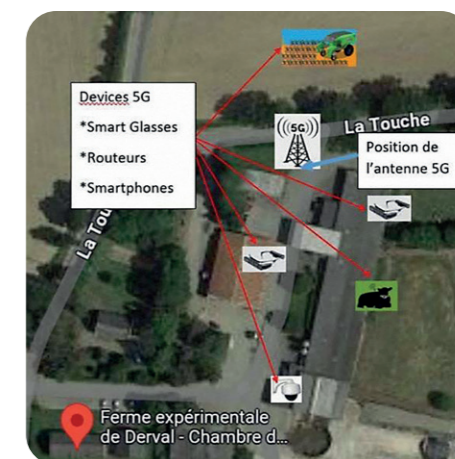 Devices 5G
*Smart Glasses
*Routeurs
*Smartphones
((5G))
La Touche
Position de
l'antenne 5G
La Touche
Ferme expérimentale
de Derval - Chambre d...